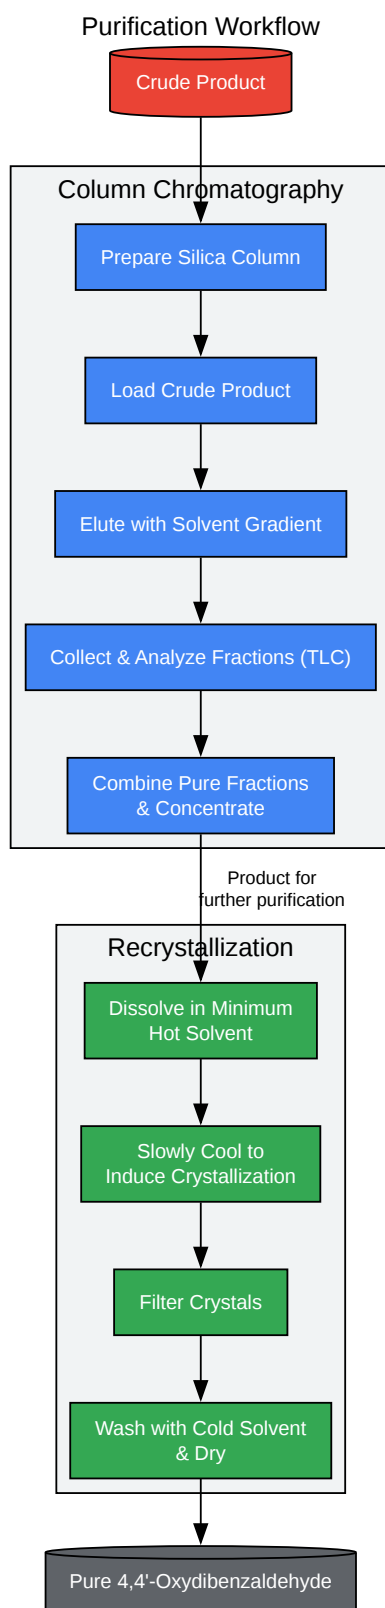 Purification Workflow
Crude Product
Column Chromatography
Prepare Silica Column
Load Crude Product
Elute with Solvent Gradient
Collect & Analyze Fractions (TLC)
Combine Pure Fractions
& Concentrate
Product for
further purification
Recrystallization
Dissolve in Minimum
Hot Solvent
Slowly Cool to
Induce Crystallization
Filter Crystals
Wash with Cold Solvent
& Dry
Pure 4,4'-Oxydibenzaldehyde